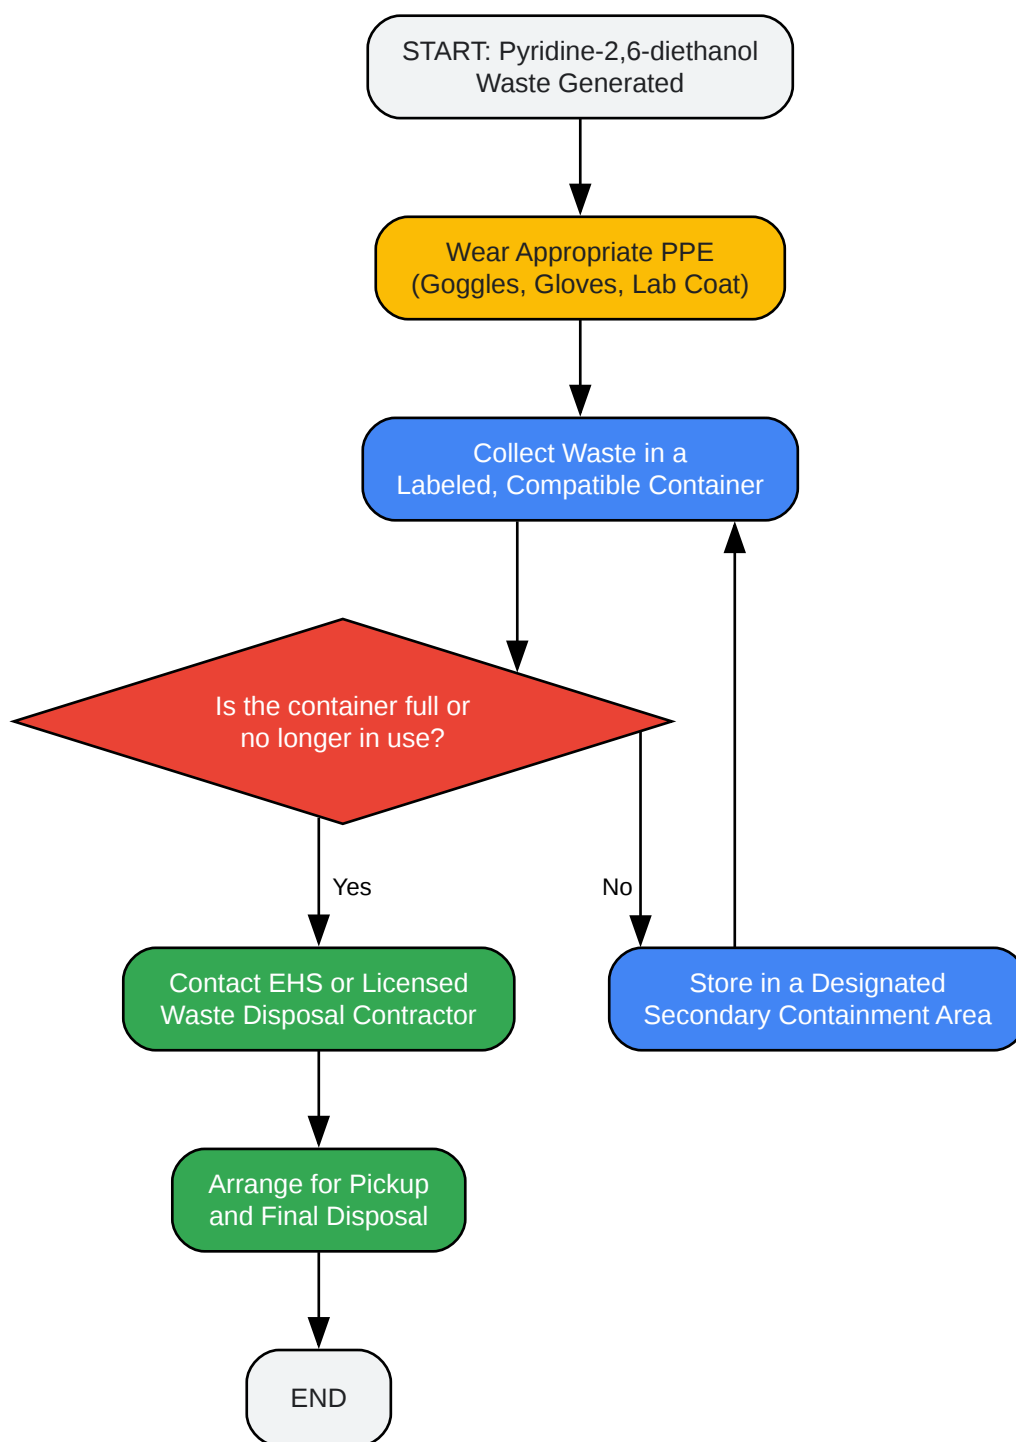 START: Pyridine-2,6-diethanol
Waste Generated
Wear Appropriate PPE
(Goggles, Gloves, Lab Coat)
Collect Waste in a
Labeled, Compatible Container
Is the container full or
no longer in use?
Yes
No
Contact EHS or Licensed
Waste Disposal Contractor
Store in a Designated
Secondary Containment Area
Arrange for Pickup
and Final Disposal
END